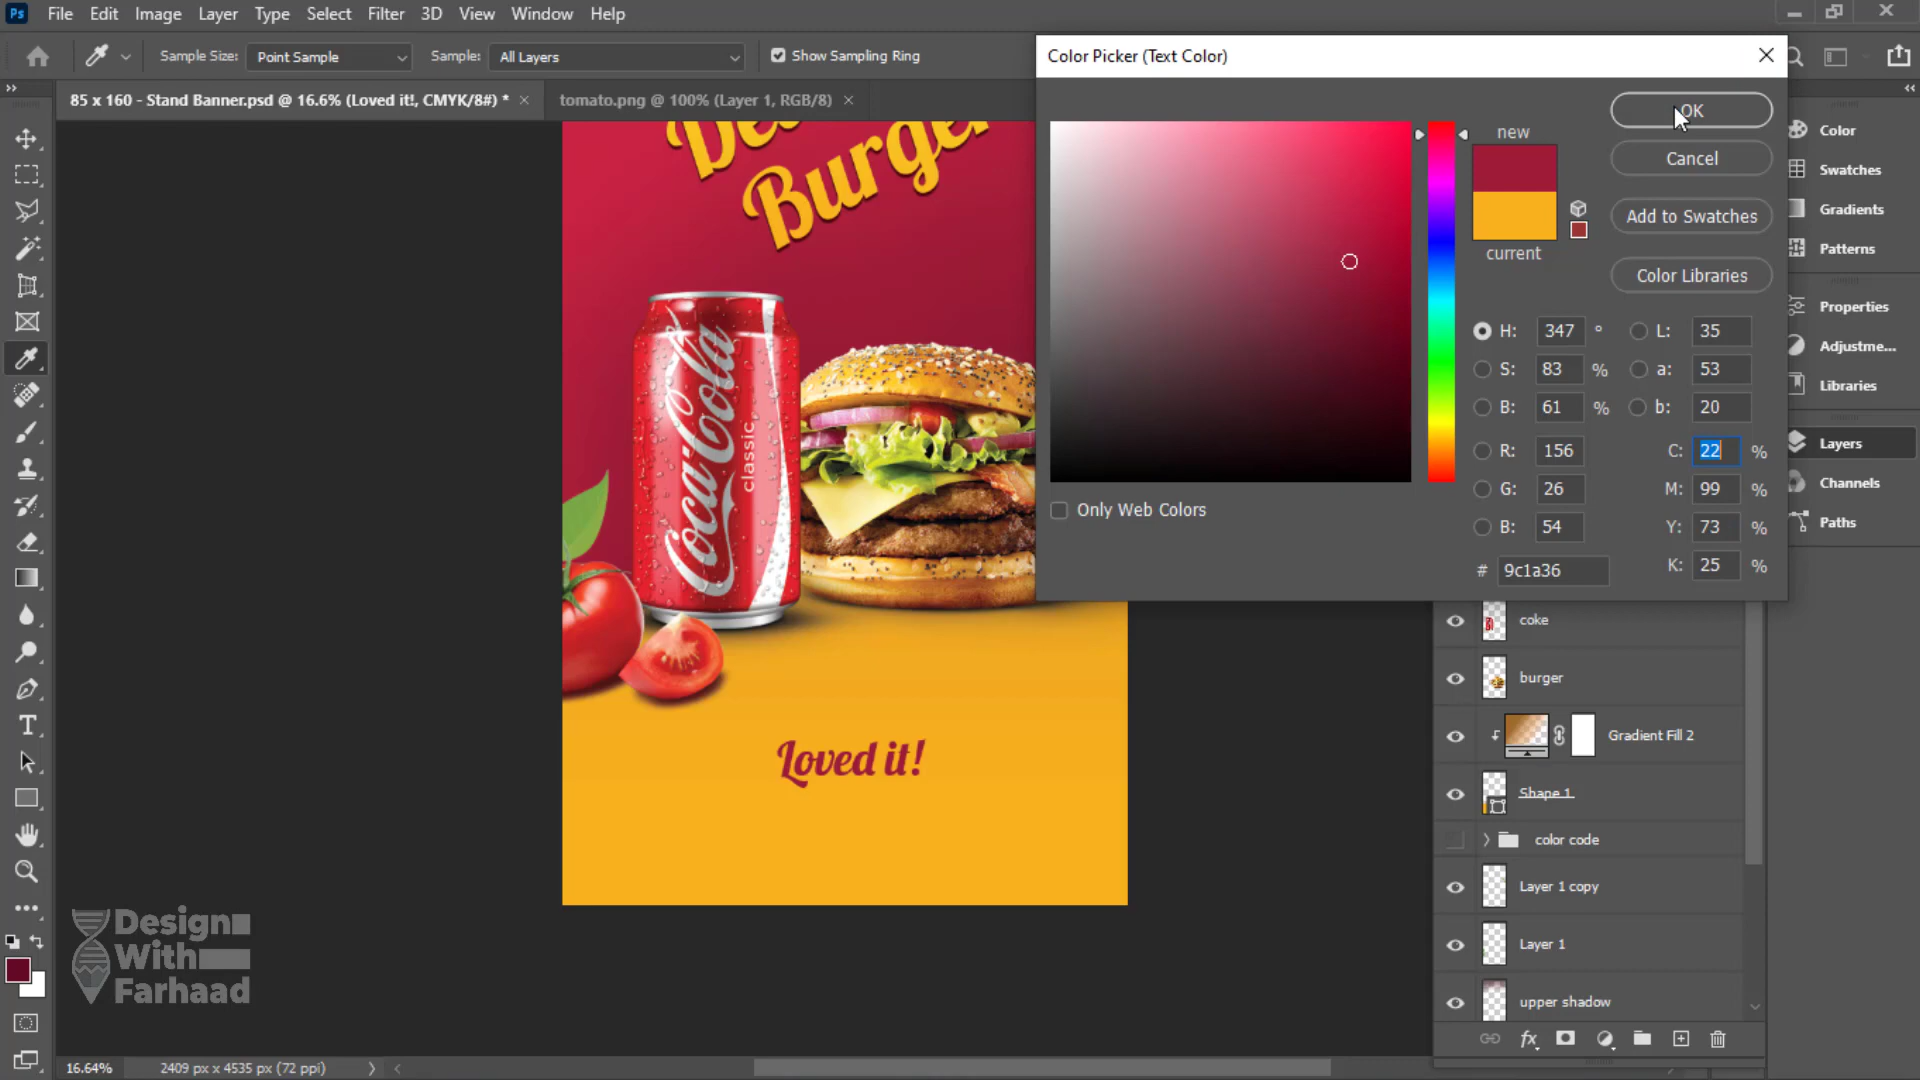 Ps File Edit Image Layer Type Select Filter 3D View Window Help
Sample Size: Point Sample Sample: All Layers Show Sampling Ring
85 x 160 - Stand Banner.psd @ 16.6% (Loved it!, CMYK/8#) * tomato.png @ 100% (Layer 1, RGB/8)
Color Picker (Text Color)
new
current
OK
Cancel
Add to Swatches
Color Libraries
H: 347 ° L: 35
S: 83 % a: 53
B: 61 % b: 20
R: 156 C: 22 %
G: 26 M: 99 %
B: 54 Y: 73 %
# 9c1a36 K: 25 %
Only Web Colors
Color
Swatches
Gradients
Patterns
Properties
Adjustme...
Libraries
Layers
Channels
Paths
Burger
Coca-Cola
classic
Loved it!
coke
burger
Gradient Fill 2
Shape 1
color code
Layer 1 copy
Layer 1
upper shadow
fx
T
Design
With
Farhaad
16.64% 2409 px x 4535 px (72 ppi)